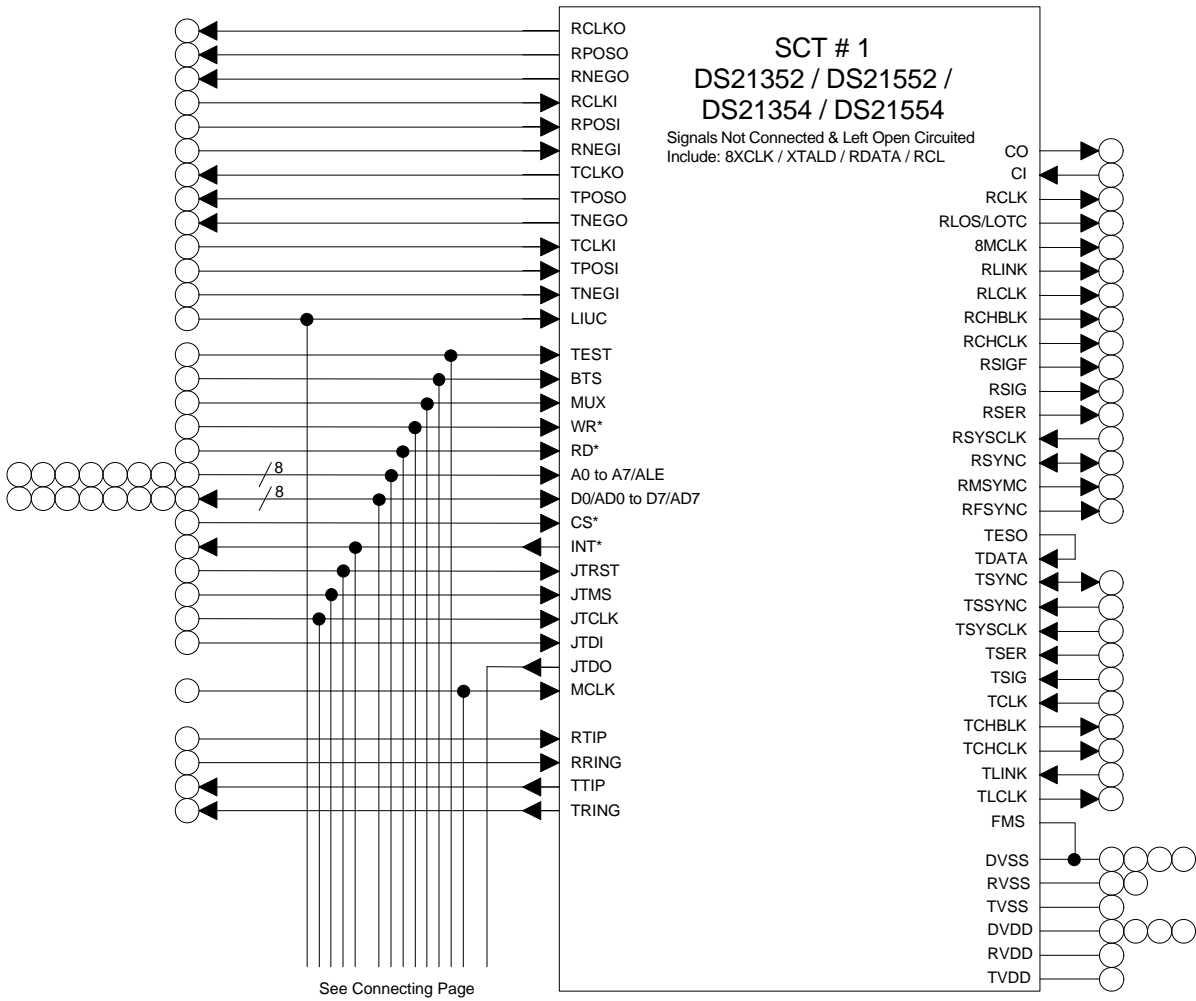 RCLKO
RPOSO
RNEGO
RCLKI
RPOSI
RNEGI
TCLKO
TPOSO
TNEGO
TCLKI
TPOSI
TNEGI
LIUC
TEST
BTS
MUX
WR*
RD*
/8 A0 to A7/ALE
/8 D0/AD0 to D7/AD7
CS*
INT*
JTRST
JTMS
JTCLK
JTDI
JTDO
MCLK
RTIP
RRING
TTIP
TRING
See Connecting Page
SCT # 1
DS21352 / DS21552 /
DS21354 / DS21554
Signals Not Connected & Left Open Circuited
Include: 8XCLK / XTALD / RDATA / RCL
CO
CI
RCLK
RLOS/LOTC
8MCLK
RLINK
RLCLK
RCHBLK
RCHCLK
RSIGF
RSIG
RSER
RSYSCLK
RSYNC
RMSYMC
RFSYNC
TESO
TDATA
TSYNC
TSSYNC
TSYSCLK
TSER
TSIG
TCLK
TCHBLK
TCHCLK
TLINK
TLCLK
FMS
DVSS
RVSS
TVSS
DVDD
RVDD
TVDD